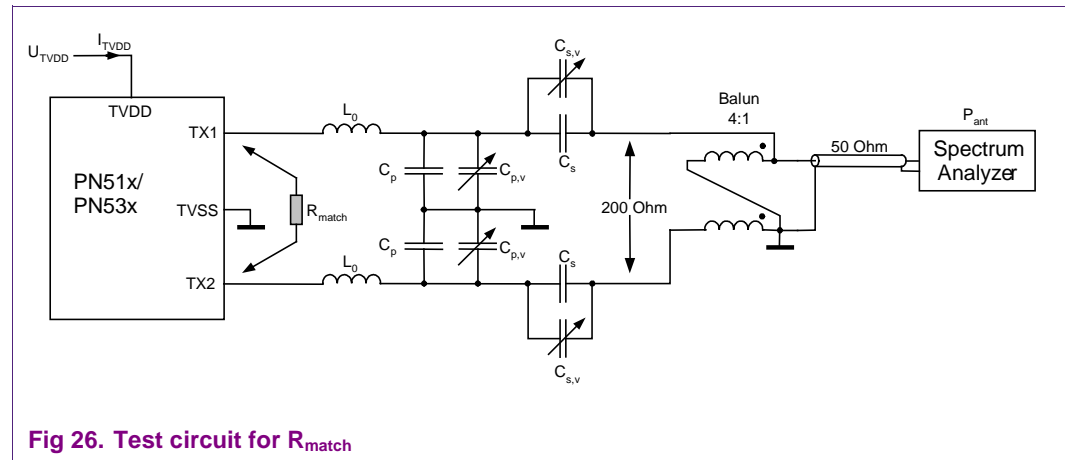 I_TVDD
U_TVDD
TVDD
TX1
PN51x/
PN53x
TVSS
TX2
R_match
L_0
L_0
C_p
C_p,v
C_p
C_p,v
C_s,v
C_s
C_s
C_s,v
200 Ohm
Balun
4:1
50 Ohm
P_ant
Spectrum
Analyzer
Fig 26. Test circuit for R_match